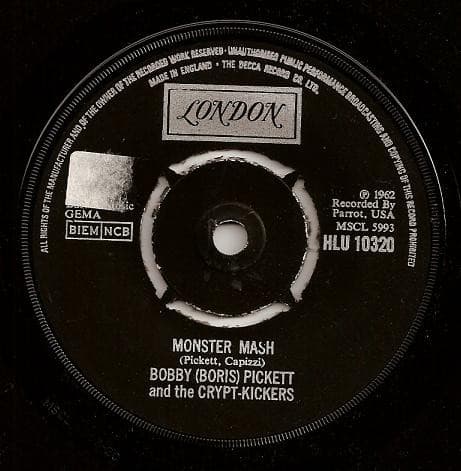 ALL RIGHTS OF THE MANUFACTURER AND OF THE OWNER OF THE RECORDED WORK RESERVED · UNAUTHORISED PUBLIC PERFORMANCE BROADCASTING AND COPYING OF THIS RECORD PROHIBITED
MADE IN ENGLAND · THE DECCA RECORD CO. LTD.
LONDON
GEMA
BIEM NCB
℗ 1962
Recorded By
Parrot, USA
MSCL 5993
HLU 10320
MONSTER MASH
(Pickett, Capizzi)
BOBBY (BORIS) PICKETT
and the CRYPT-KICKERS